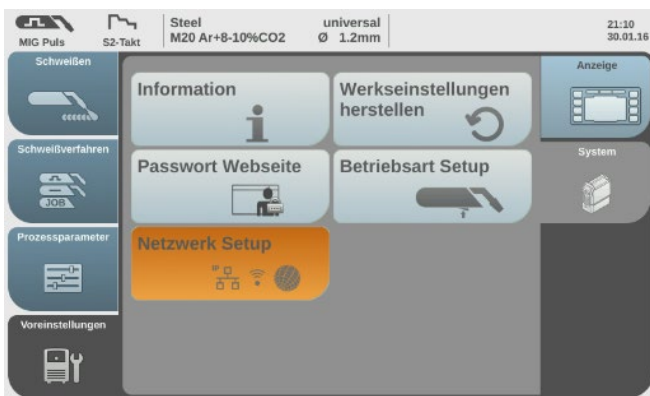 MIG Puls
S2-Takt
Steel universal
M20 Ar+8-10%CO2 Ø 1.2mm
21:10
30.01.16
Schweißen
Schweißverfahren
JOB
Prozessparameter
Voreinstellungen
Information
Werkseinstellungen
herstellen
Passwort Webseite
Betriebsart Setup
Netzwerk Setup
IP
Anzeige
System